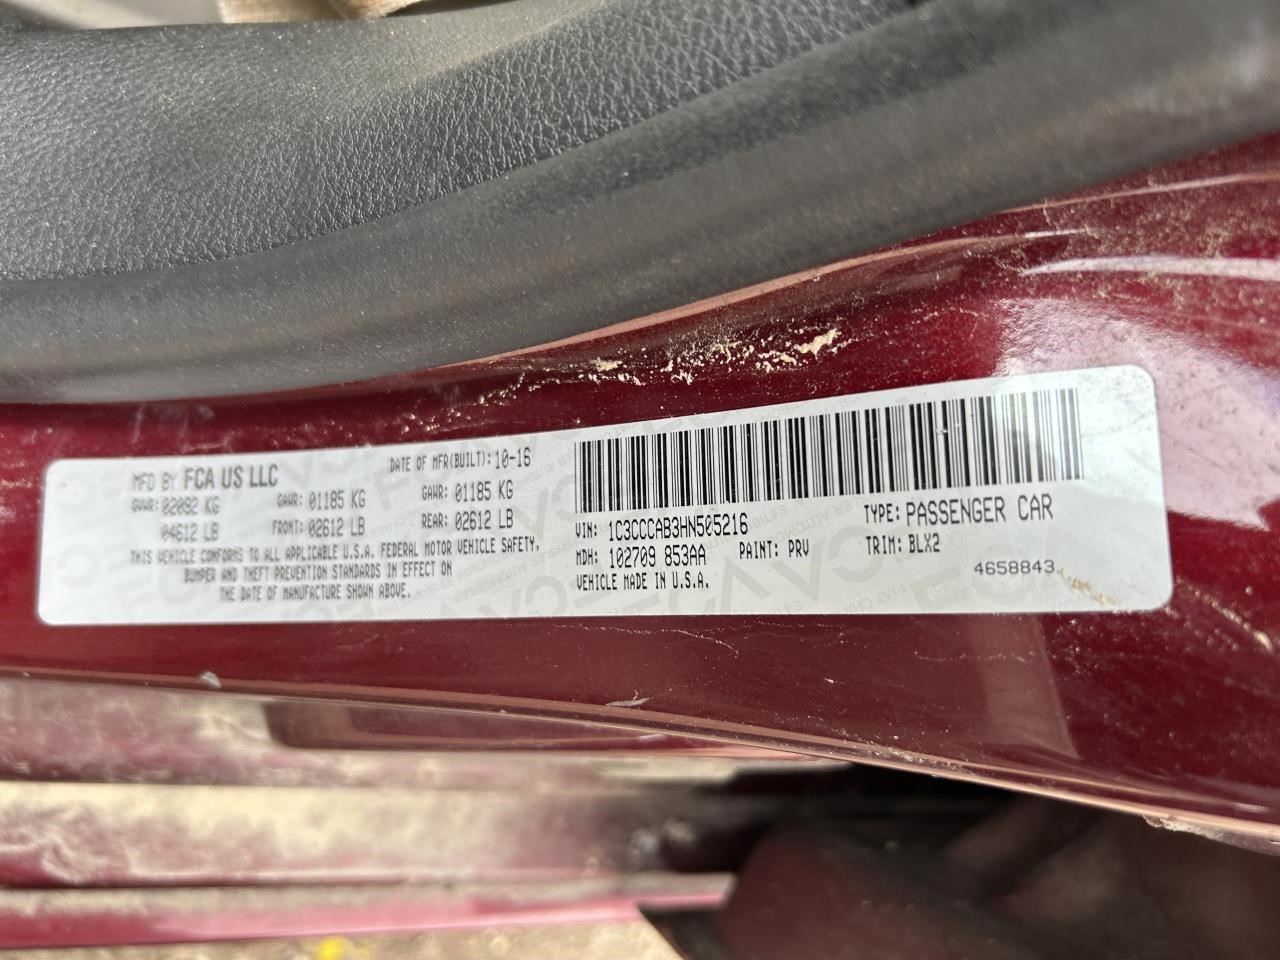 MFD BY FCA US LLC
DATE OF MFR(BUILT): 10-16
GVWR: 02092 KG GAWR: 01185 KG GAWR: 01185 KG
04612 LB FRONT: 02612 LB REAR: 02612 LB
THIS VEHICLE CONFORMS TO ALL APPLICABLE U.S.A. FEDERAL MOTOR VEHICLE SAFETY,
BUMPER AND THEFT PREVENTION STANDARDS IN EFFECT ON
THE DATE OF MANUFACTURE SHOWN ABOVE.
VIN: 1C3CCCAB3HN505216 TYPE: PASSENGER CAR
MDH: 102709 853AA PAINT: PRV TRIM: BLX2
VEHICLE MADE IN U.S.A. 4658843